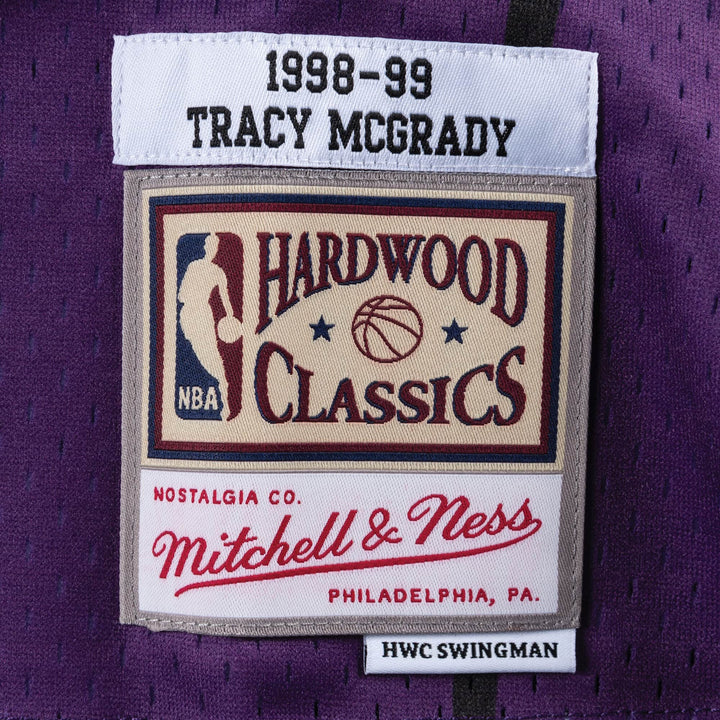 1998-99
TRACY MCGRADY
HARDWOOD
NBA
CLASSICS
NOSTALGIA CO.
Mitchell & Ness
PHILADELPHIA, PA.
HWC SWINGMAN